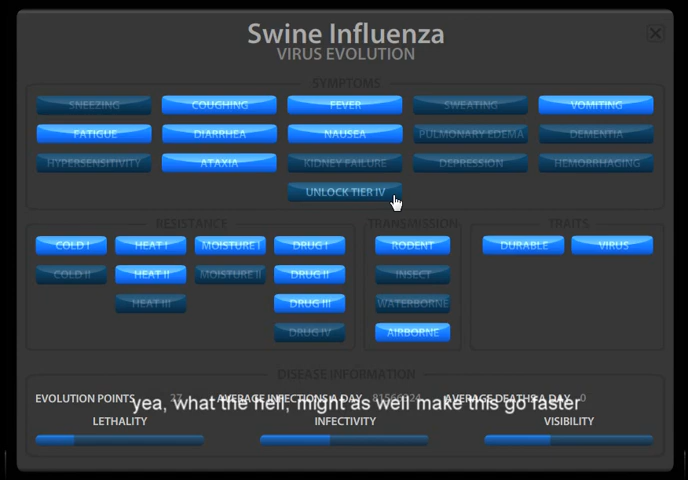 Swine Influenza
VIRUS EVOLUTION
SYMPTOMS
SNEEZING COUGHING FEVER SWEATING VOMITING
FATIGUE DIARRHEA NAUSEA PULMONARY EDEMA DEMENTIA
HYPERSENSITIVITY ATAXIA KIDNEY FAILURE DEPRESSION HEMORRHAGING
UNLOCK TIER IV
RESISTANCE TRANSMISSION TRAITS
COLD I HEAT I MOISTURE I DRUG I RODENT DURABLE VIRUS
COLD II HEAT II MOISTURE II DRUG II INSECT
HEAT III DRUG III WATERBORNE
DRUG IV AIRBORNE
DISEASE INFORMATION
EVOLUTION POINTS 27 AVERAGE INFECTIONS A DAY AVERAGE DEATHS A DAY 0
yea, what the hell, might as well make this go faster
LETHALITY INFECTIVITY VISIBILITY